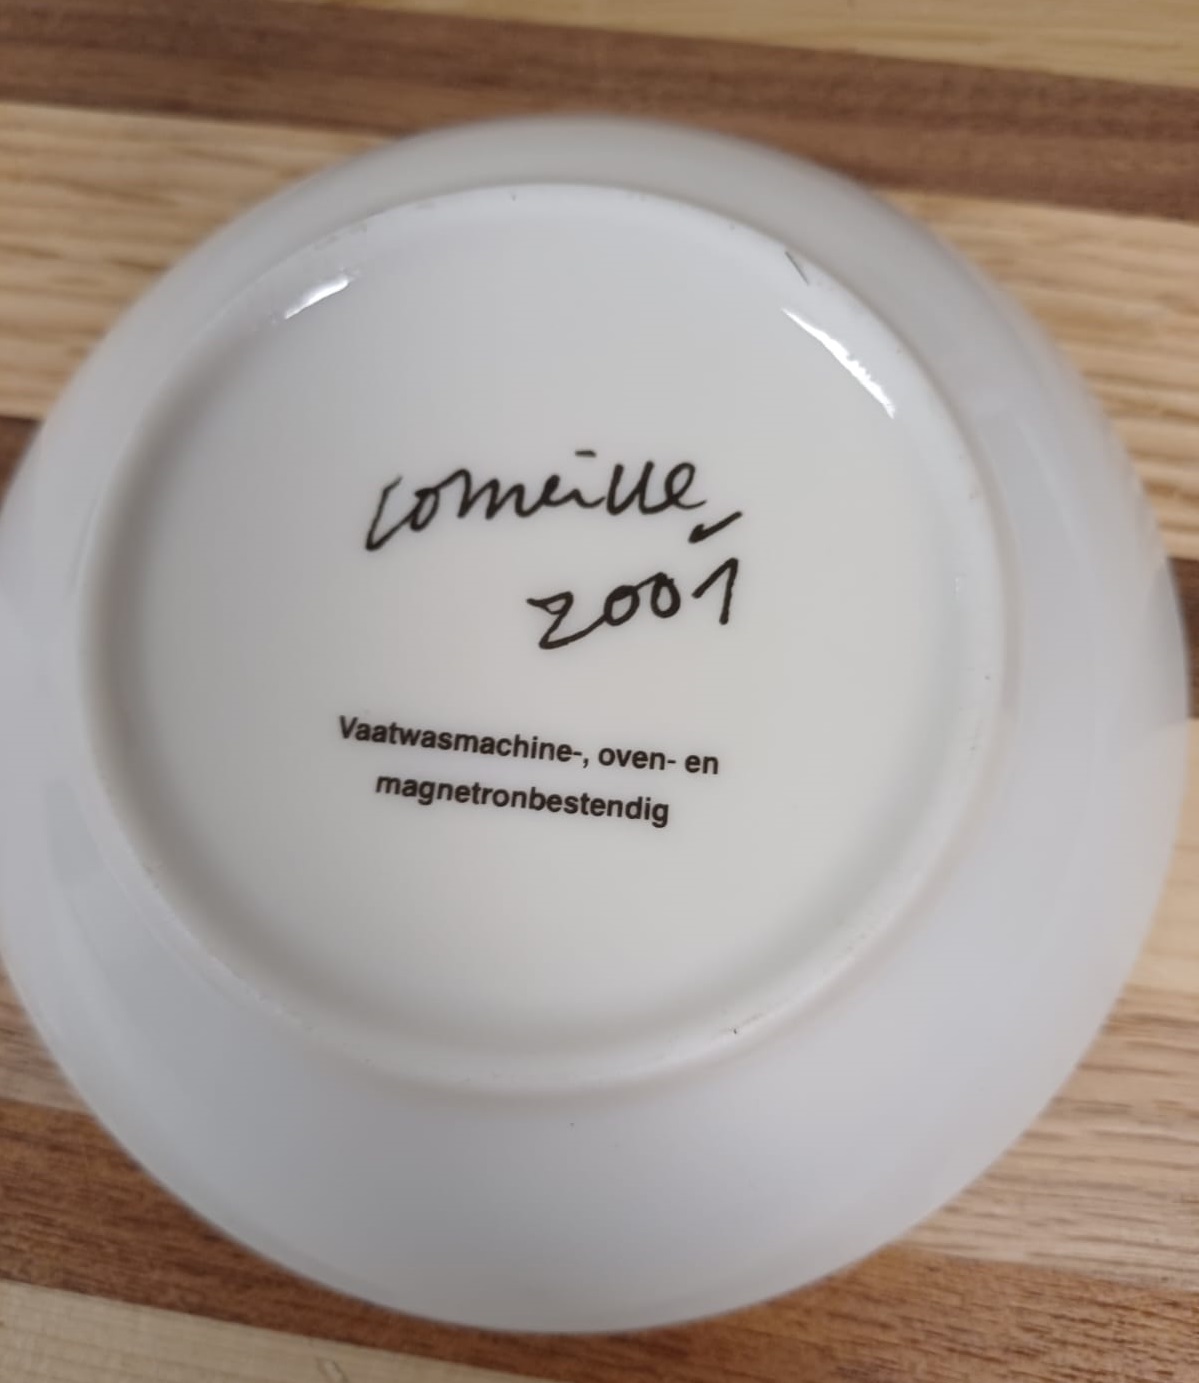 Corneille
2001
Vaatwasmachine-, oven- en
magnetronbestendig